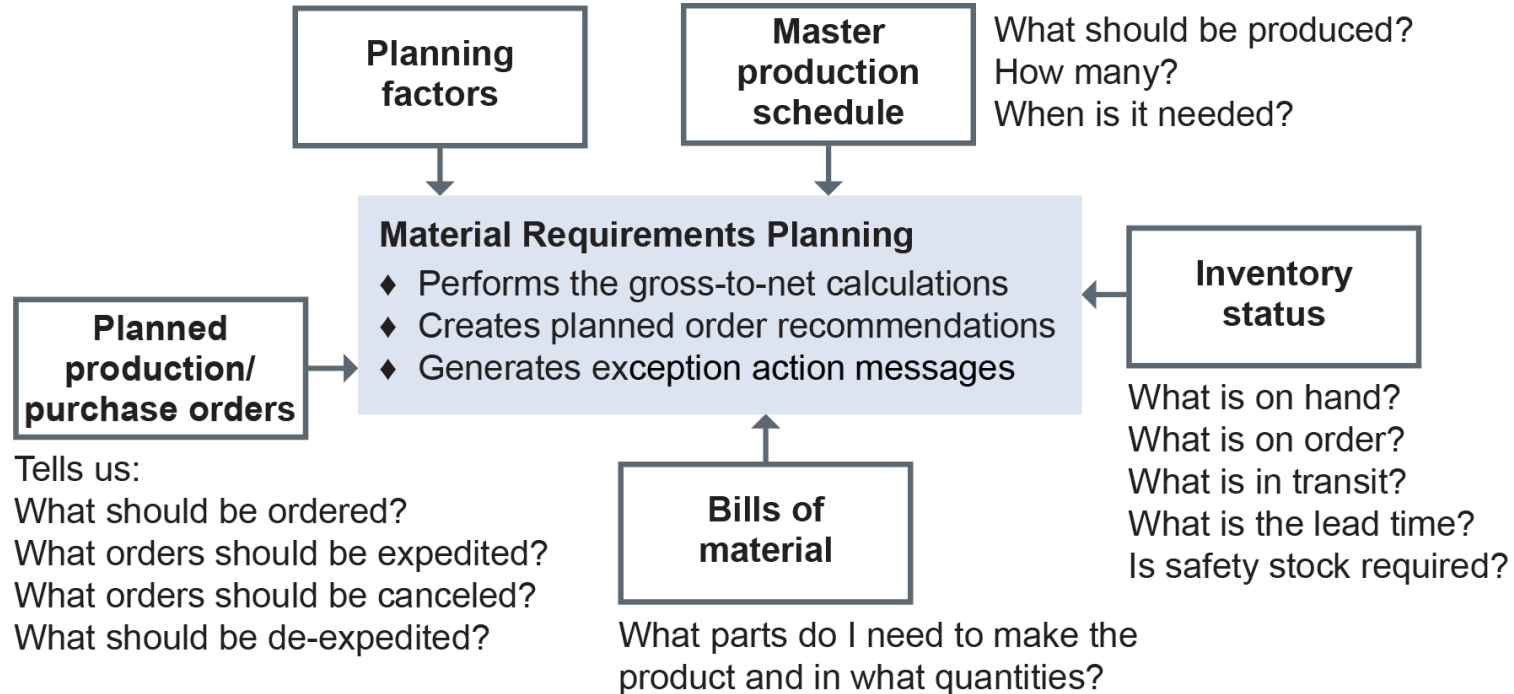 Planning
factors
Master
production
schedule
What should be produced?
How many?
When is it needed?
Material Requirements Planning
♦ Performs the gross-to-net calculations
♦ Creates planned order recommendations
♦ Generates exception action messages
Inventory
status
What is on hand?
What is on order?
What is in transit?
What is the lead time?
Is safety stock required?
Planned
production/
purchase orders
Tells us:
What should be ordered?
What orders should be expedited?
What orders should be canceled?
What should be de-expedited?
Bills of
material
What parts do I need to make the
product and in what quantities?